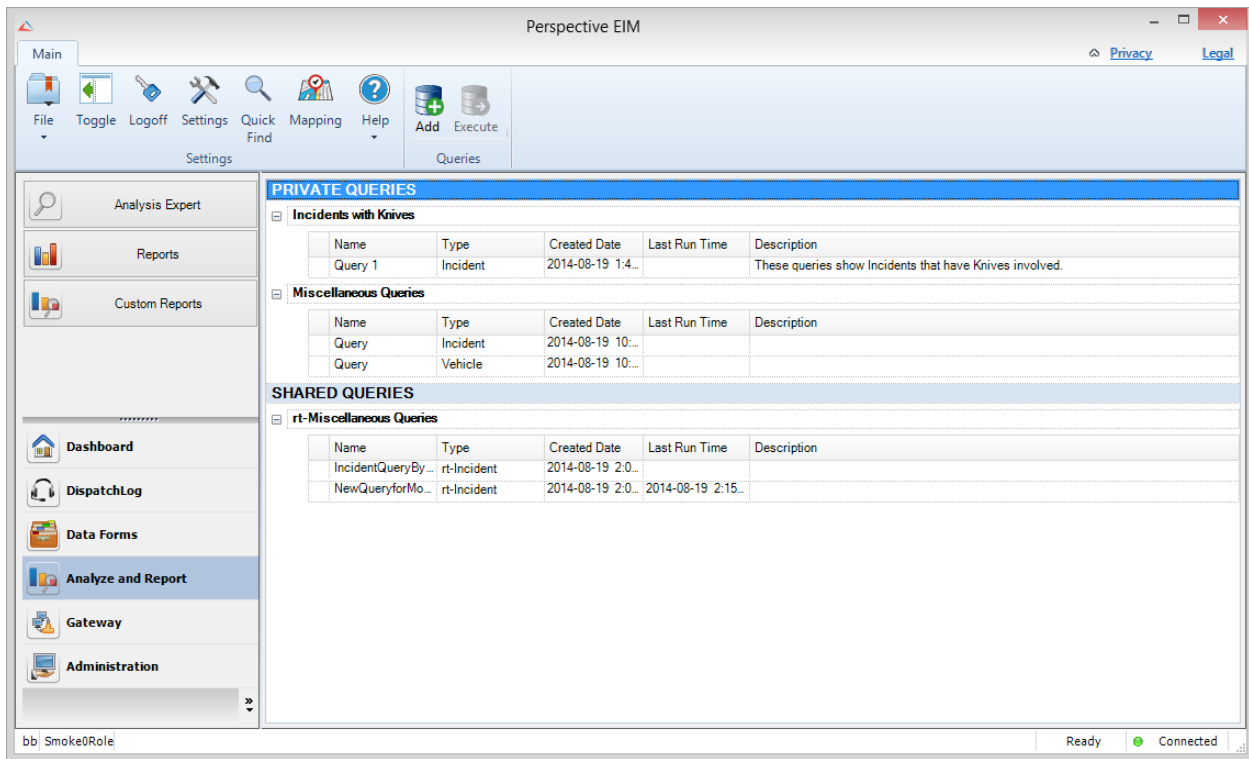 Perspective EIM
Main
Privacy Legal
File Toggle Logoff Settings Quick Find Mapping Help Add Execute
Settings Queries
Analysis Expert
Reports
Custom Reports
Dashboard
DispatchLog
Data Forms
Analyze and Report
Gateway
Administration
PRIVATE QUERIES
Incidents with Knives
Name Type Created Date Last Run Time Description
Query 1 Incident 2014-08-19 1:4... These queries show Incidents that have Knives involved.
Miscellaneous Queries
Name Type Created Date Last Run Time Description
Query Incident 2014-08-19 10:...
Query Vehicle 2014-08-19 10:...
SHARED QUERIES
rt-Miscellaneous Queries
Name Type Created Date Last Run Time Description
IncidentQueryBy... rt-Incident 2014-08-19 2:0...
NewQueryforMo... rt-Incident 2014-08-19 2:0... 2014-08-19 2:15...
bb Smoke0Role Ready Connected